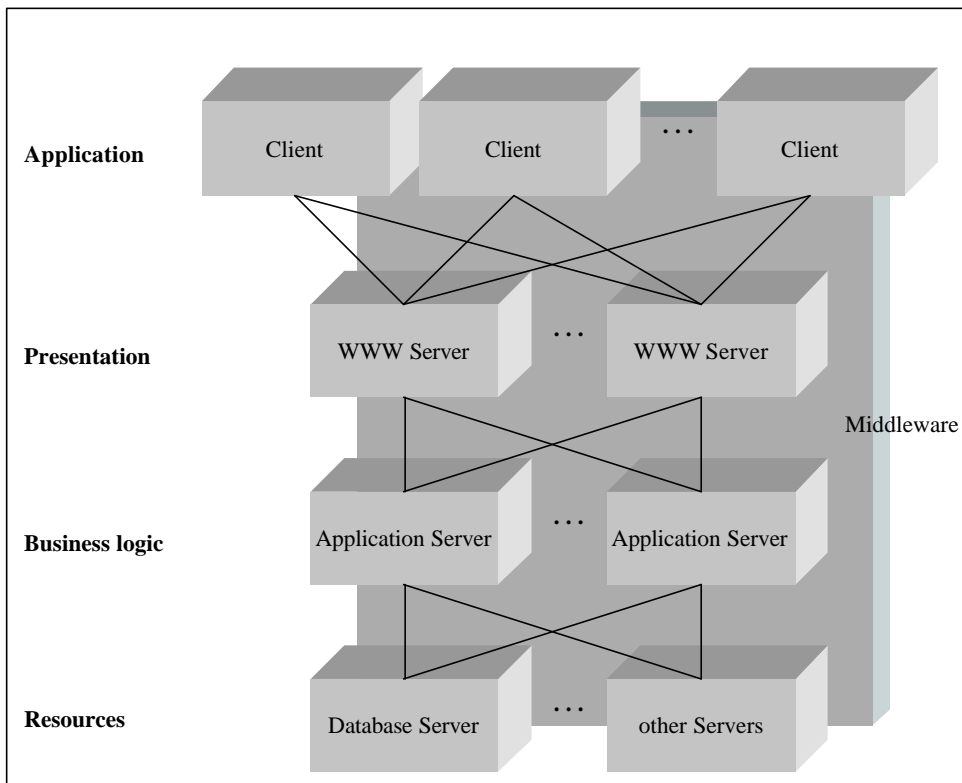 Application
Client
Client
...
Client
Presentation
WWW Server
...
WWW Server
Middleware
Business logic
Application Server
...
Application Server
Resources
Database Server
...
other Servers